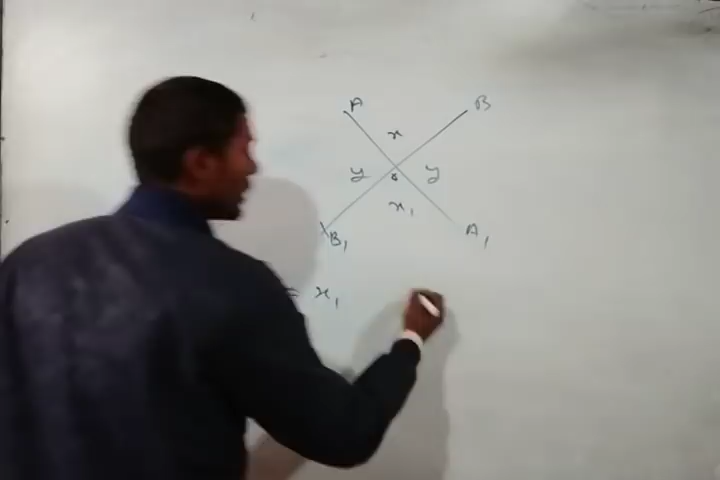 A B
x
y y
o
x₁
B₁ A₁
= x₁